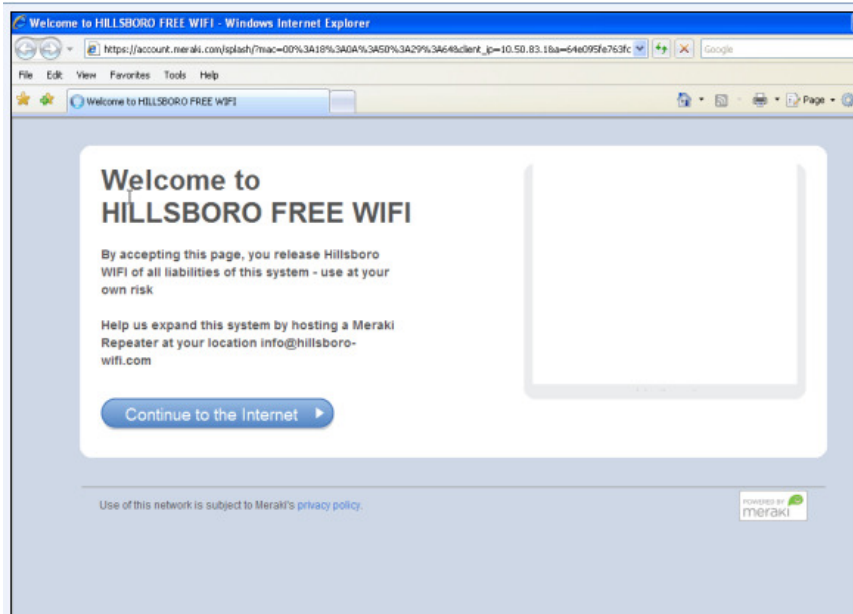 Welcome to HILLSBORO FREE WIFI - Windows Internet Explorer
https://account.meraki.com/splash/?mac=00%3A18%3A0A%3A50%3A29%3A64&client_ip=10.50.83.18a=64e095fe763fc
Google
File Edit View Favorites Tools Help
Welcome to HILLSBORO FREE WIFI
Page
Welcome to
HILLSBORO FREE WIFI
By accepting this page, you release Hillsboro
WIFI of all liabilities of this system - use at your
own risk
Help us expand this system by hosting a Meraki
Repeater at your location info@hillsboro-
wifi.com
Continue to the Internet
Use of this network is subject to Meraki's privacy policy.
POWERED BY
meraki